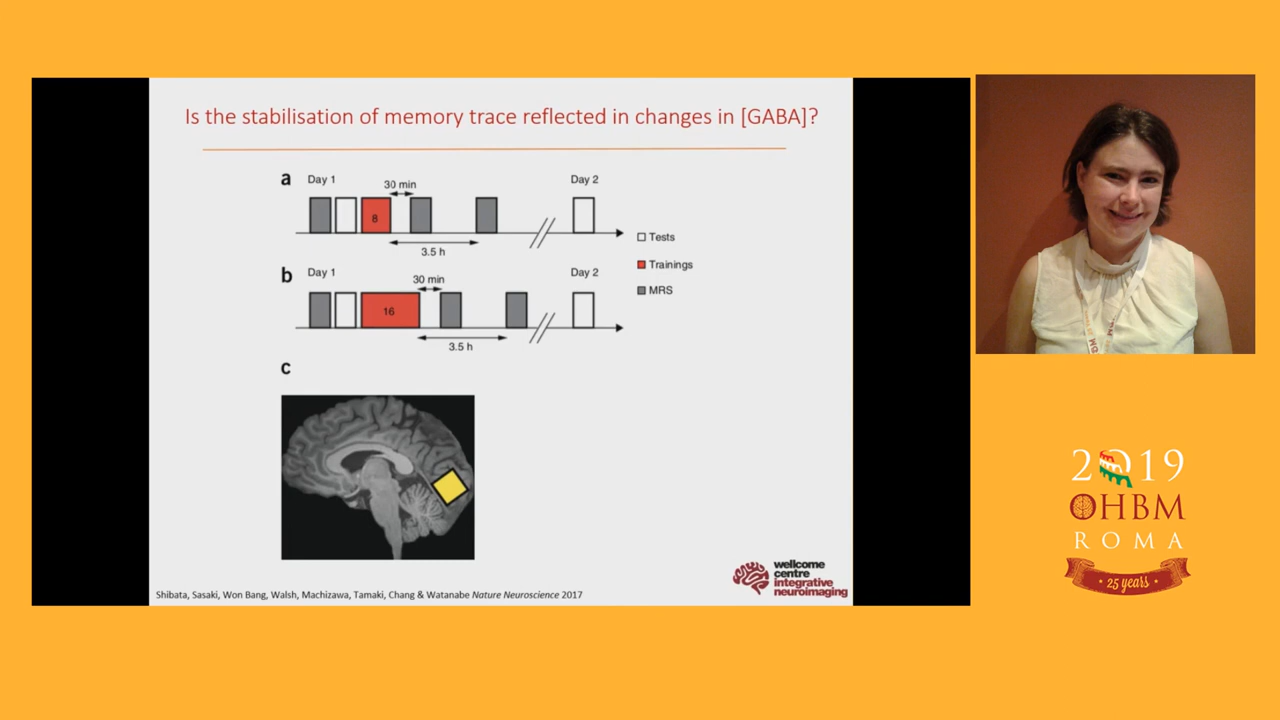 Is the stabilisation of memory trace reflected in changes in [GABA]?
a
Day 1
30 min
Day 2
8
3.5 h
Tests
Trainings
MRS
b
Day 1
30 min
Day 2
16
3.5 h
c
Shibata, Sasaki, Won Bang, Walsh, Machizawa, Tamaki, Chang & Watanabe Nature Neuroscience 2017
wellcome
centre
integrative
neuroimaging
2019
OHBM
ROMA
• 25 years •